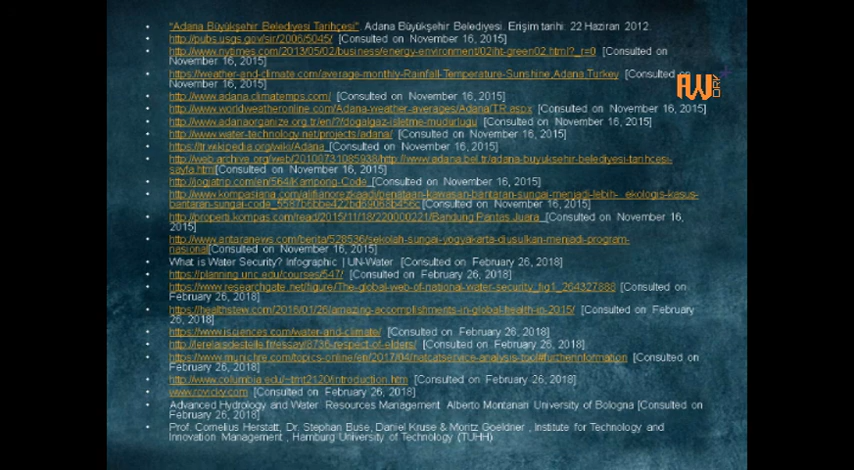 "Adana Büyükşehir Belediyesi Tarihçesi". Adana Büyükşehir Belediyesi. Erişim tarihi: 22 Haziran 2012.
http://pubs.usgs.gov/sir/2006/5045/ [Consulted on November 16, 2015]
http://www.nytimes.com/2013/05/02/business/energy-environment/02iht-green02.html?_r=0 [Consulted on
November 16, 2015]
https://weather-and-climate.com/average-monthly-Rainfall-Temperature-Sunshine,Adana,Turkey [Consulted on
November 16, 2015]
http://www.adana.climatemps.com/ [Consulted on November 16, 2015]
http://www.worldweatheronline.com/Adana-weather-averages/Adana/TR.aspx [Consulted on November 16, 2015]
http://www.adanaorganize.org.tr/en/?/dogalgaz-isletme-mudurlugu [Consulted on November 16, 2015]
http://www.water-technology.net/projects/adana/ [Consulted on November 16, 2015]
https://tr.wikipedia.org/wiki/Adana [Consulted on November 16, 2015]
http://web.archive.org/web/20100731085938/http://www.adana.bel.tr/adana-buyuksehir-belediyesi-tarihcesi-
sayfa.html[Consulted on November 16, 2015]
http://jogjatrip.com/en/564/Kampong-Code [Consulted on November 16, 2015]
[Consulted on November 16, 2015]
http://properti.kompas.com/read/2015/11/18/220000221/Bandung.Pantas.Juara [Consulted on November 16,
2015]
http://www.antaranews.com/berita/528536/sekolah-sungai-yogyakarta-diusulkan-menjadi-program-
nasional[Consulted on November 16, 2015]
What is Water Security? Infographic | UN-Water [Consulted on February 26, 2018]
https://planning.unc.edu/courses/547/ [Consulted on February 26, 2018]
https://www.researchgate.net/figure/The-global-web-of-national-water-security_fig1_264327888 [Consulted on
February 26, 2018]
https://healthstew.com/2016/01/26/amazing-accomplishments-in-global-health-in-2015/ [Consulted on February
26, 2018]
https://www.isciences.com/water-and-climate/ [Consulted on February 26, 2018]
http://lerelaisdestelle.fr/essay/8736-respect-of-elders/ [Consulted on February 26, 2018]
https://www.munichre.com/topics-online/en/2017/04/natcatservice-analysis-tool#furtherinformation [Consulted on
February 26, 2018]
http://www.columbia.edu/~tmt2120/introduction.htm [Consulted on February 26, 2018]
[Consulted on February 26, 2018]
Advanced Hydrology and Water Resources Management Alberto Montanari University of Bologna [Consulted on
February 26, 2018]
Prof. Cornelius Herstatt, Dr. Stephan Buse, Daniel Kruse & Moritz Goeldner , Institute for Technology and
Innovation Management , Hamburg University of Technology (TUHH)